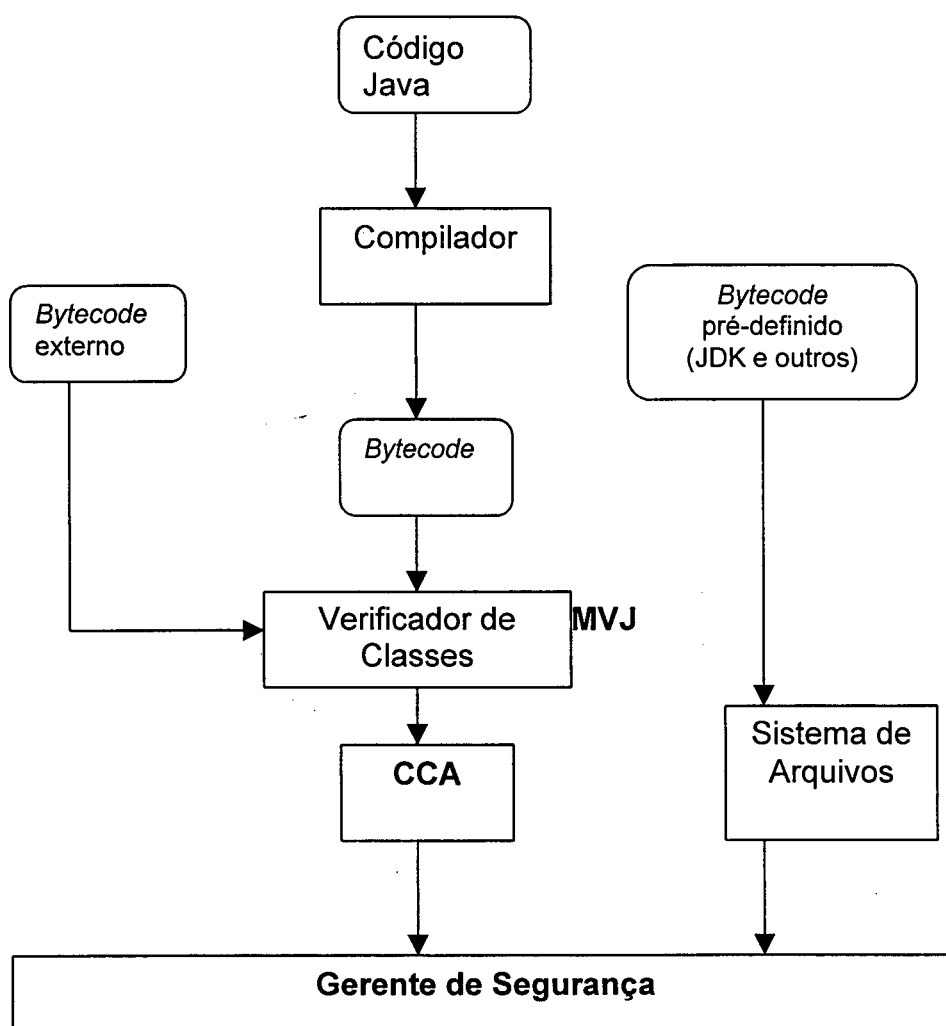 Código
Java
Compilador
Bytecode
externo
Bytecode
pré-definido
(JDK e outros)
Bytecode
Verificador de
Classes
MVJ
CCA
Sistema de
Arquivos
Gerente de Segurança